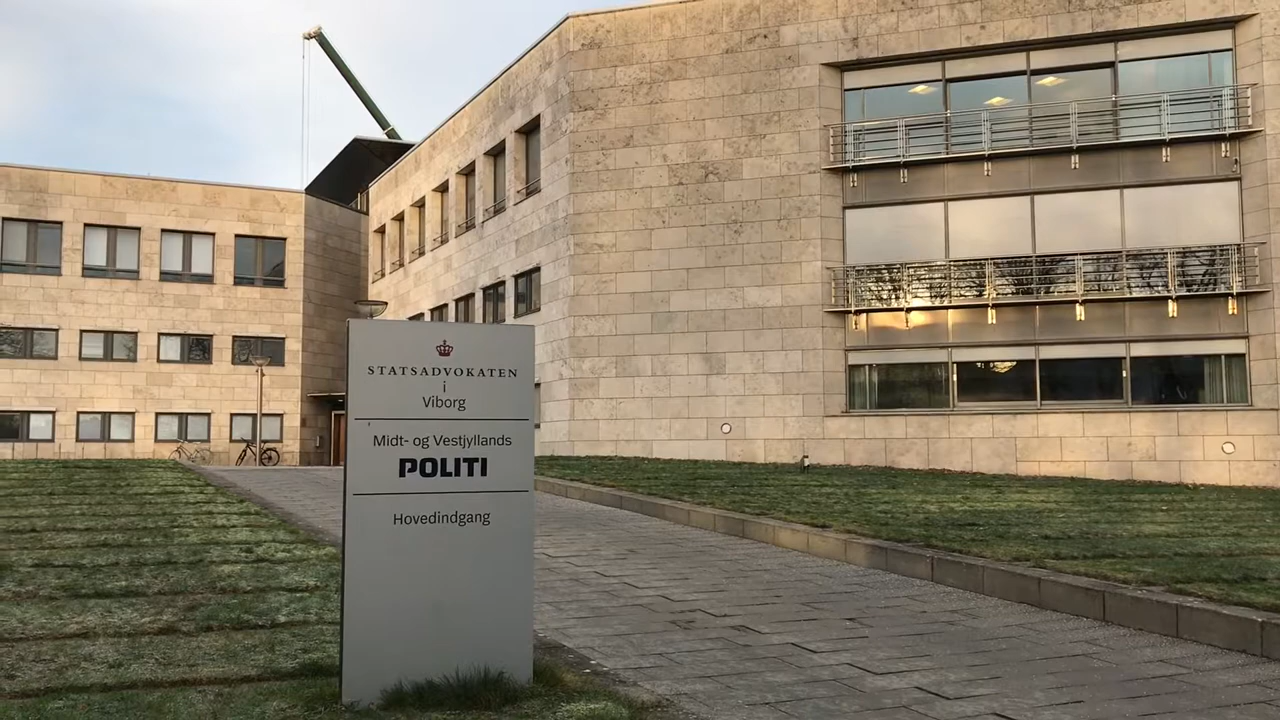 STATSADVOKATEN
i
Viborg
Midt- og Vestjyllands
POLITI
Hovedindgang